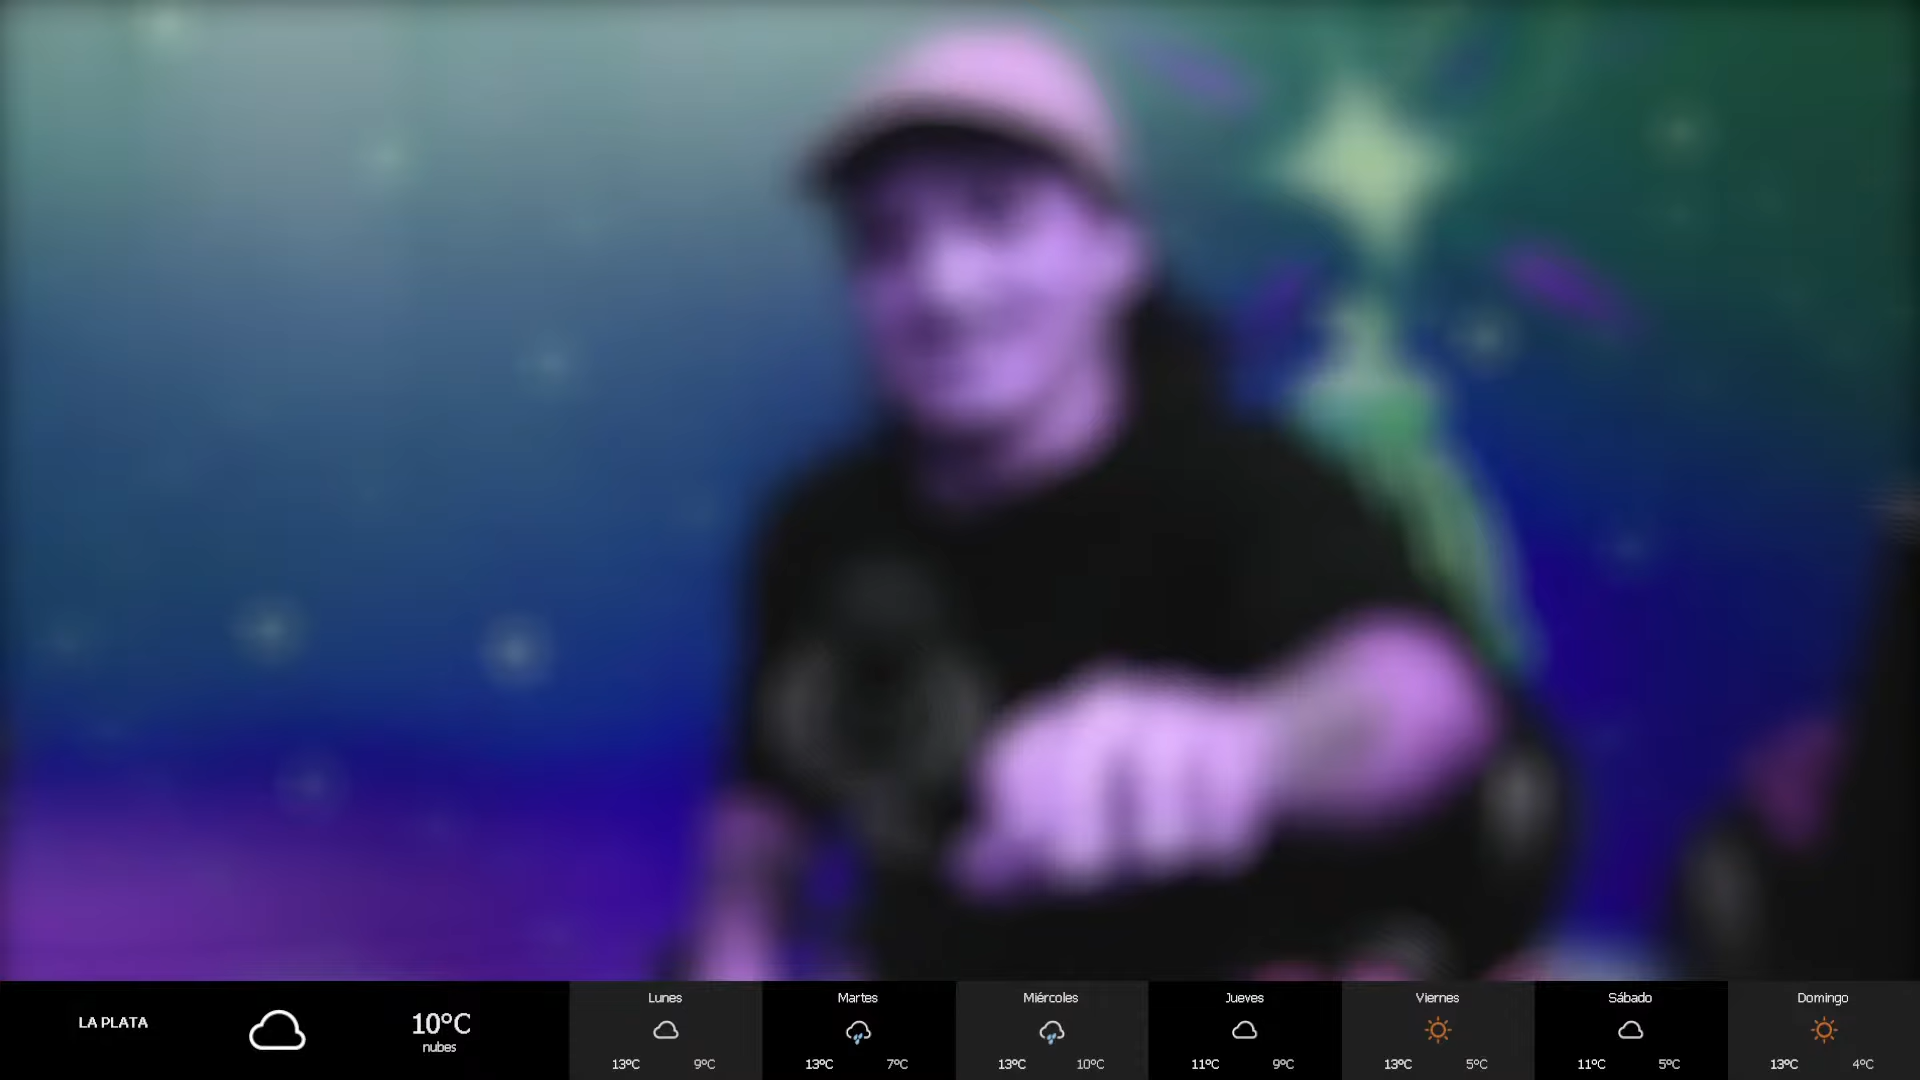 LA PLATA
10°C
nubes
Lunes
13°C 9°C
Martes
13°C 7°C
Miércoles
13°C 10°C
Jueves
11°C 9°C
Viernes
13°C 5°C
Sábado
11°C 5°C
Domingo
13°C 4°C